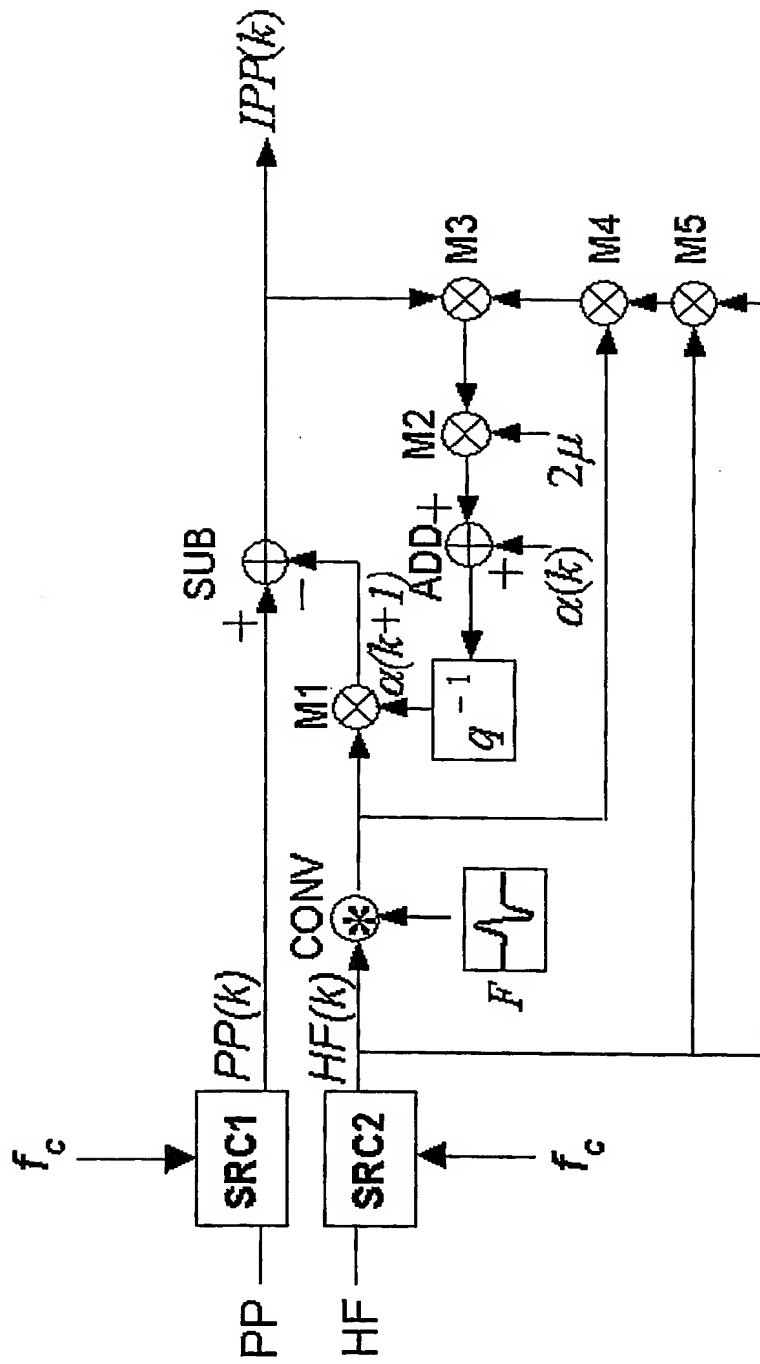 f_c
PP
SRC1
PP(k)
+
SUB
−
IPP(k)
HF
SRC2
HF(k)
CONV
M1
α(k+1)
f_c
F
q⁻¹
ADD
+
+
α(k)
M2
2μ
M3
M4
M5